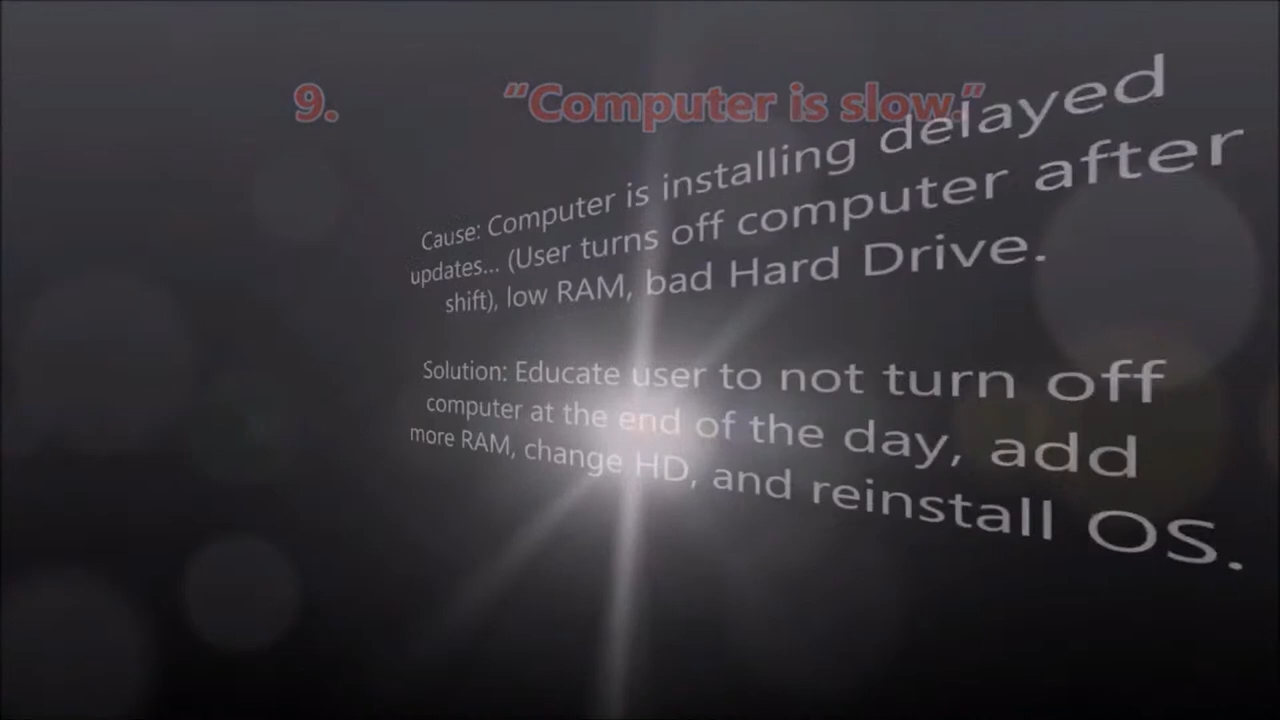 9. “Computer is slow.”
Cause: Computer is installing delayed
updates... (User turns off computer after
shift), low RAM, bad Hard Drive.
Solution: Educate user to not turn off
computer at the end of the day, add
more RAM, change HD, and reinstall OS.